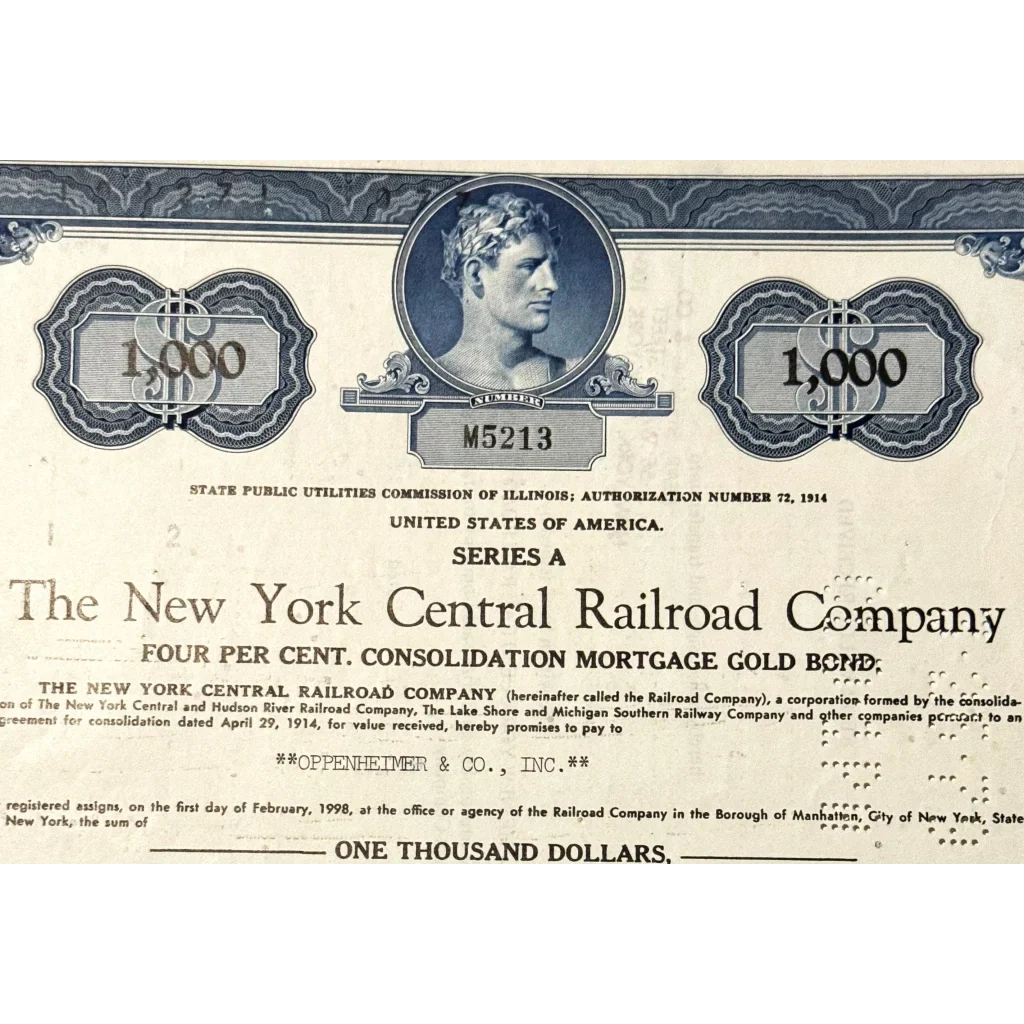 1,000
NUMBER
M5213
1,000
STATE PUBLIC UTILITIES COMMISSION OF ILLINOIS; AUTHORIZATION NUMBER 72, 1914
UNITED STATES OF AMERICA.
1 2
SERIES A
The New York Central Railroad Company
FOUR PER CENT. CONSOLIDATION MORTGAGE GOLD BOND,
THE NEW YORK CENTRAL RAILROAD COMPANY (hereinafter called the Railroad Company), a corporation formed by the consolida-
on of The New York Central and Hudson River Railroad Company, The Lake Shore and Michigan Southern Railway Company and other companies pursuant to an
greement for consolidation dated April 29, 1914, for value received, hereby promises to pay to
**OPPENHEIMER & CO., INC.**
registered assigns, on the first day of February, 1998, at the office or agency of the Railroad Company in the Borough of Manhattan, City of New York, State
New York, the sum of
ONE THOUSAND DOLLARS,